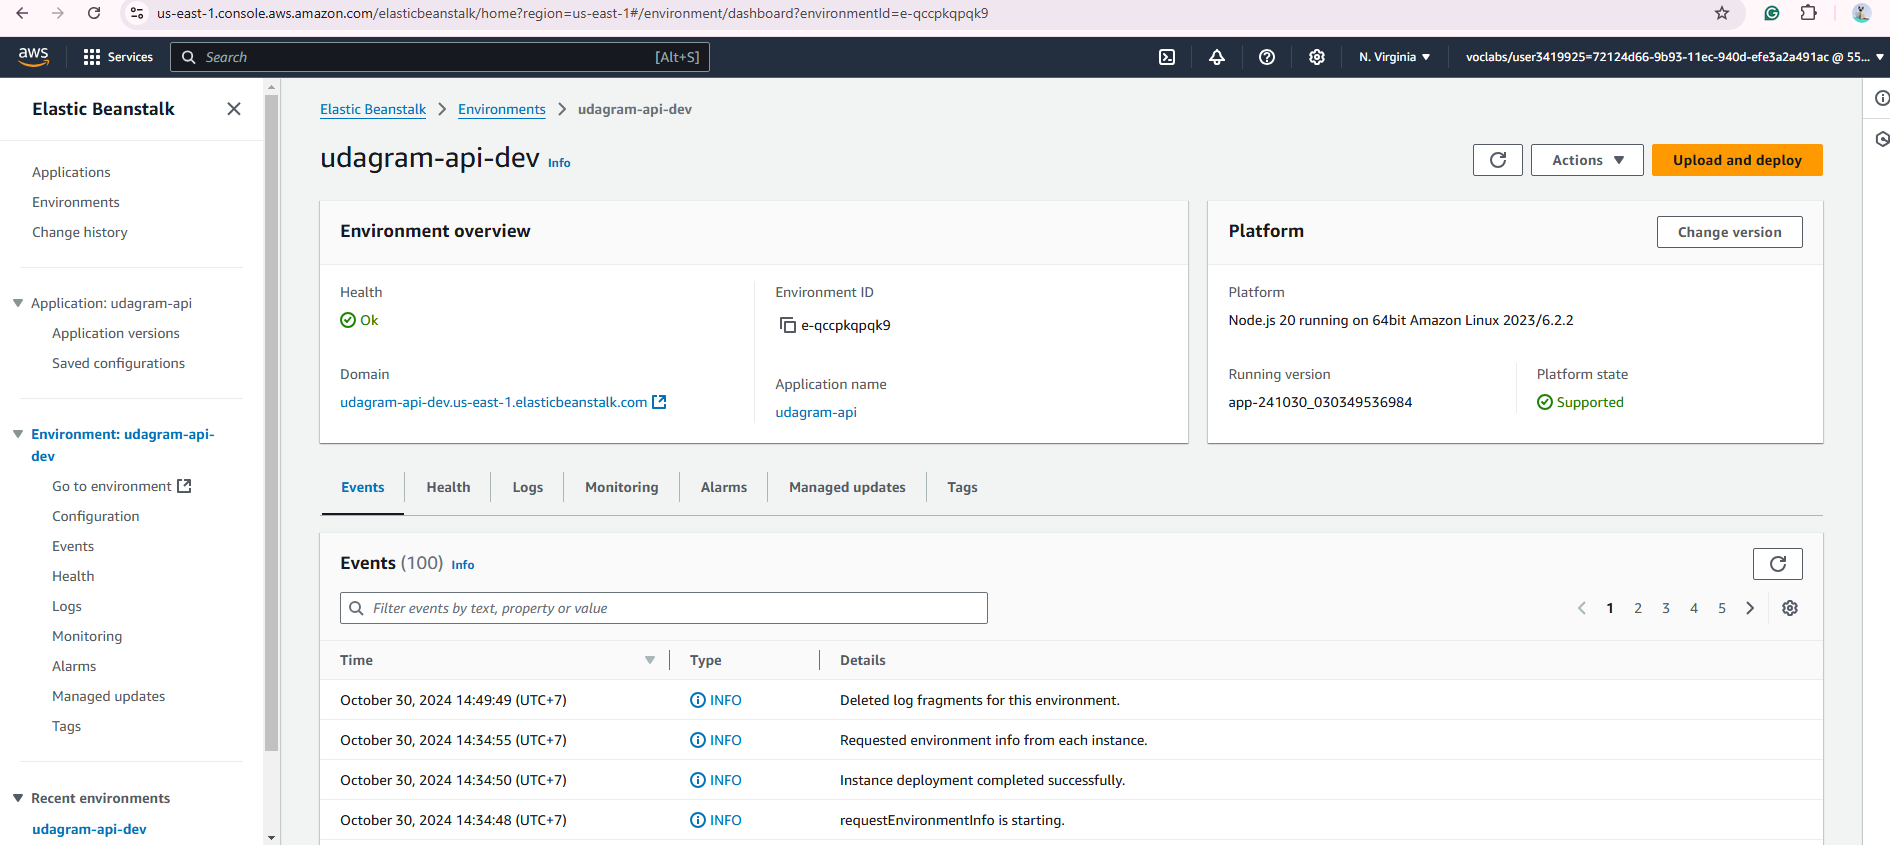 us-east-1.console.aws.amazon.com/elasticbeanstalk/home?region=us-east-1#/environment/dashboard?environmentId=e-qccpkqpqk9
aws
Services
Search
[Alt+S]
N. Virginia
voclabs/user3419925=72124d66-9b93-11ec-940d-efe3a2a491ac @ 55...
Elastic Beanstalk
Applications
Environments
Change history
Application: udagram-api
Application versions
Saved configurations
Environment: udagram-api-
dev
Go to environment
Configuration
Events
Health
Logs
Monitoring
Alarms
Managed updates
Tags
Recent environments
udagram-api-dev
Elastic Beanstalk > Environments > udagram-api-dev
udagram-api-dev Info
Actions
Upload and deploy
Environment overview
Health
Ok
Domain
udagram-api-dev.us-east-1.elasticbeanstalk.com
Environment ID
e-qccpkqpqk9
Application name
udagram-api
Platform
Change version
Platform
Node.js 20 running on 64bit Amazon Linux 2023/6.2.2
Running version
app-241030_030349536984
Platform state
Supported
Events Health Logs Monitoring Alarms Managed updates Tags
Events (100) Info
Filter events by text, property or value
1 2 3 4 5
Time Type Details
October 30, 2024 14:49:49 (UTC+7) INFO Deleted log fragments for this environment.
October 30, 2024 14:34:55 (UTC+7) INFO Requested environment info from each instance.
October 30, 2024 14:34:50 (UTC+7) INFO Instance deployment completed successfully.
October 30, 2024 14:34:48 (UTC+7) INFO requestEnvironmentInfo is starting.